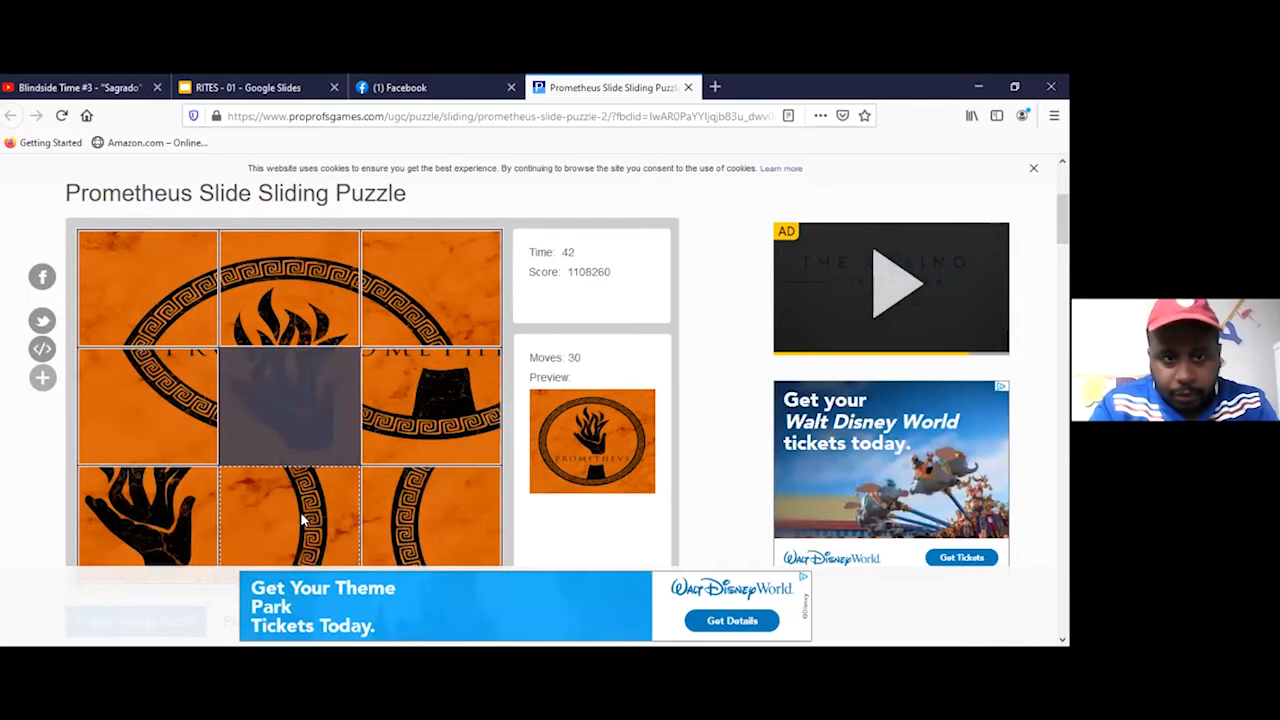 Blindside Time #3 - "Sagrado"
RITES - 01 - Google Slides
(1) Facebook
Prometheus Slide Sliding Puzzle
https://www.proprofsgames.com/ugc/puzzle/sliding/prometheus-slide-puzzle-2/?fbclid=
Getting Started
Amazon.com – Online...
This website uses cookies to ensure you get the best experience. By continuing to browse the site you consent to the use of cookies. Learn more
Prometheus Slide Sliding Puzzle
Time: 42
Score: 1108260
Moves: 30
Preview:
PROMETHEVS
AD
Get your
Walt Disney World
tickets today.
WALT DISNEY World
Get Tickets
Get Your Theme
Park
Tickets Today.
WALT DISNEY World
Get Details
©Disney